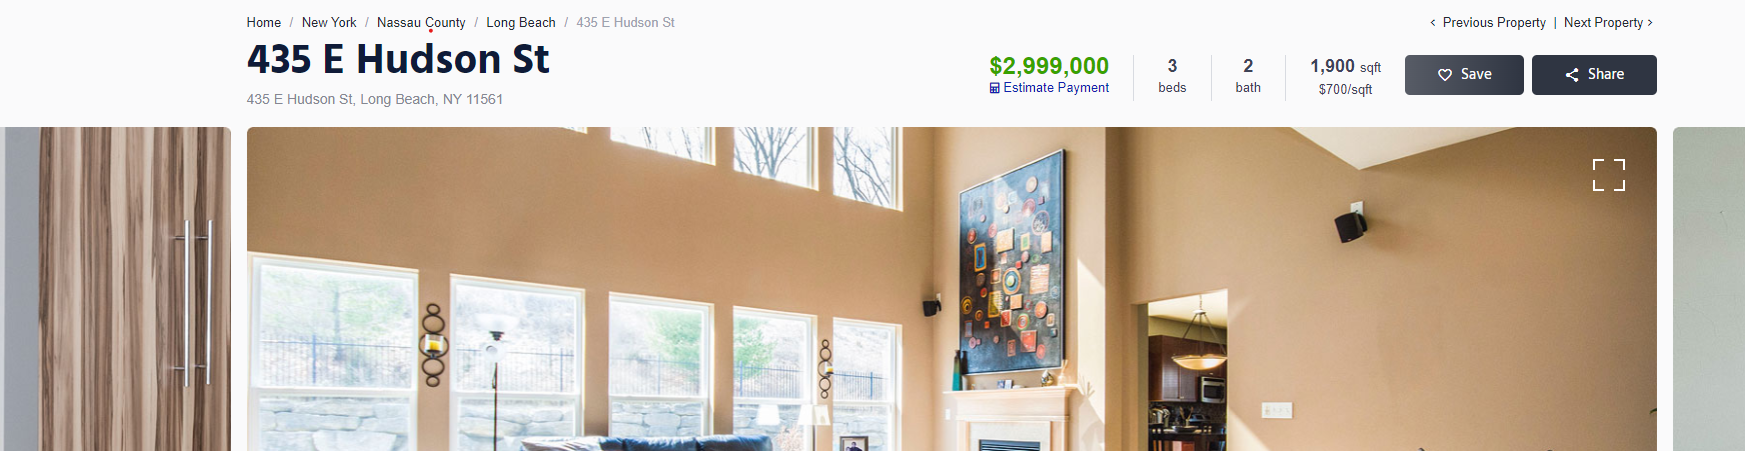 Home / New York / Nassau County / Long Beach / 435 E Hudson St
‹ Previous Property | Next Property ›
435 E Hudson St
435 E Hudson St, Long Beach, NY 11561
$2,999,000
Estimate Payment
3
beds
2
bath
1,900 sqft
$700/sqft
Save
Share